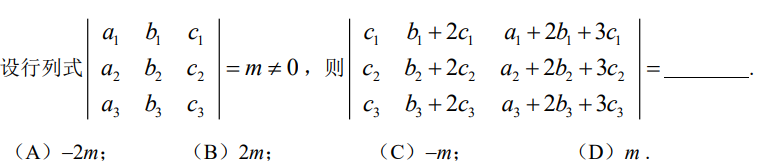 设行列式 | a₁ b₁ c₁ | = m ≠ 0，则 | c₁ b₁ + 2c₁ a₁ + 2b₁ + 3c₁ | = ________.
| a₂ b₂ c₂ | | c₂ b₂ + 2c₂ a₂ + 2b₂ + 3c₂ |
| a₃ b₃ c₃ | | c₃ b₃ + 2c₃ a₃ + 2b₃ + 3c₃ |
（A）–2m； （B）2m； （C）–m； （D）m .